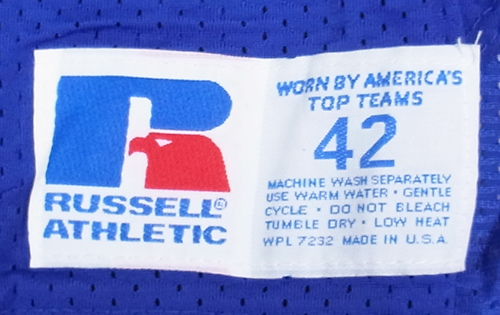 RUSSELL®
ATHLETIC
WORN BY AMERICA'S
TOP TEAMS
42
MACHINE WASH SEPARATELY
USE WARM WATER • GENTLE
CYCLE • DO NOT BLEACH
TUMBLE DRY • LOW HEAT
WPL 7232 MADE IN U.S.A.